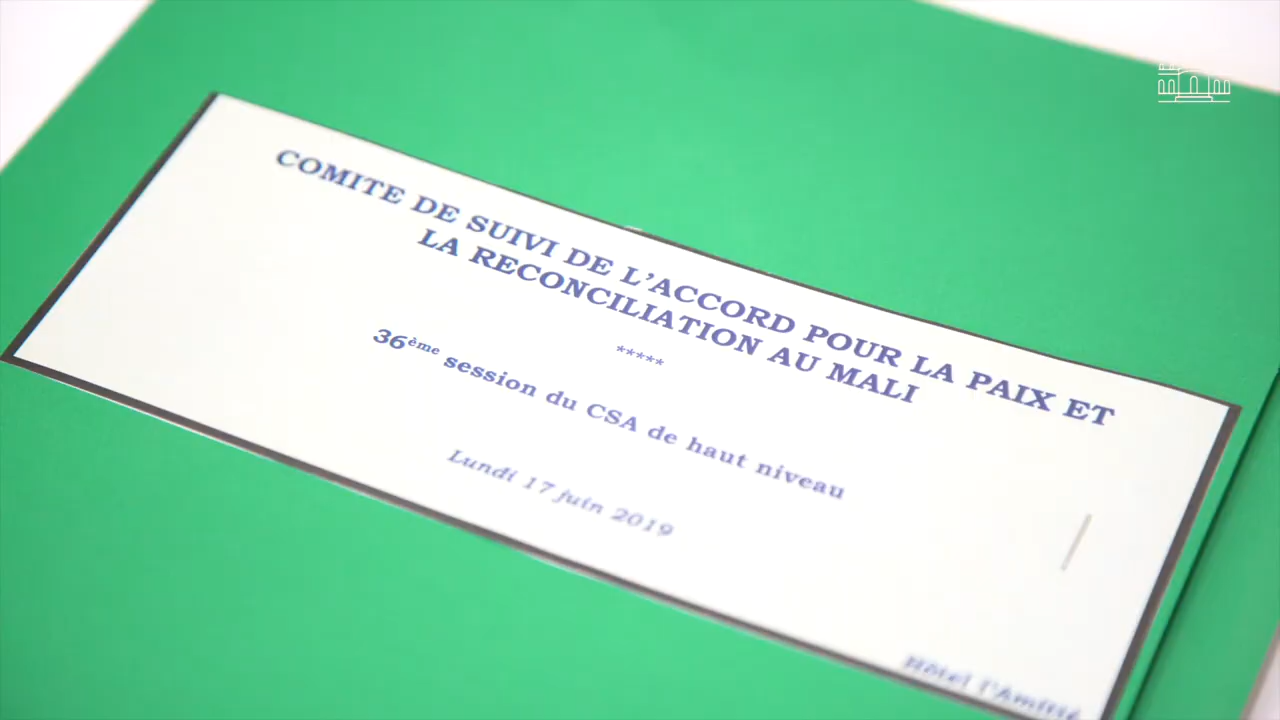 COMITE DE SUIVI DE L'ACCORD POUR LA PAIX ET
LA RECONCILIATION AU MALI
*****
36ème session du CSA de haut niveau
Lundi 17 juin 2019
Hôtel l'Amitié